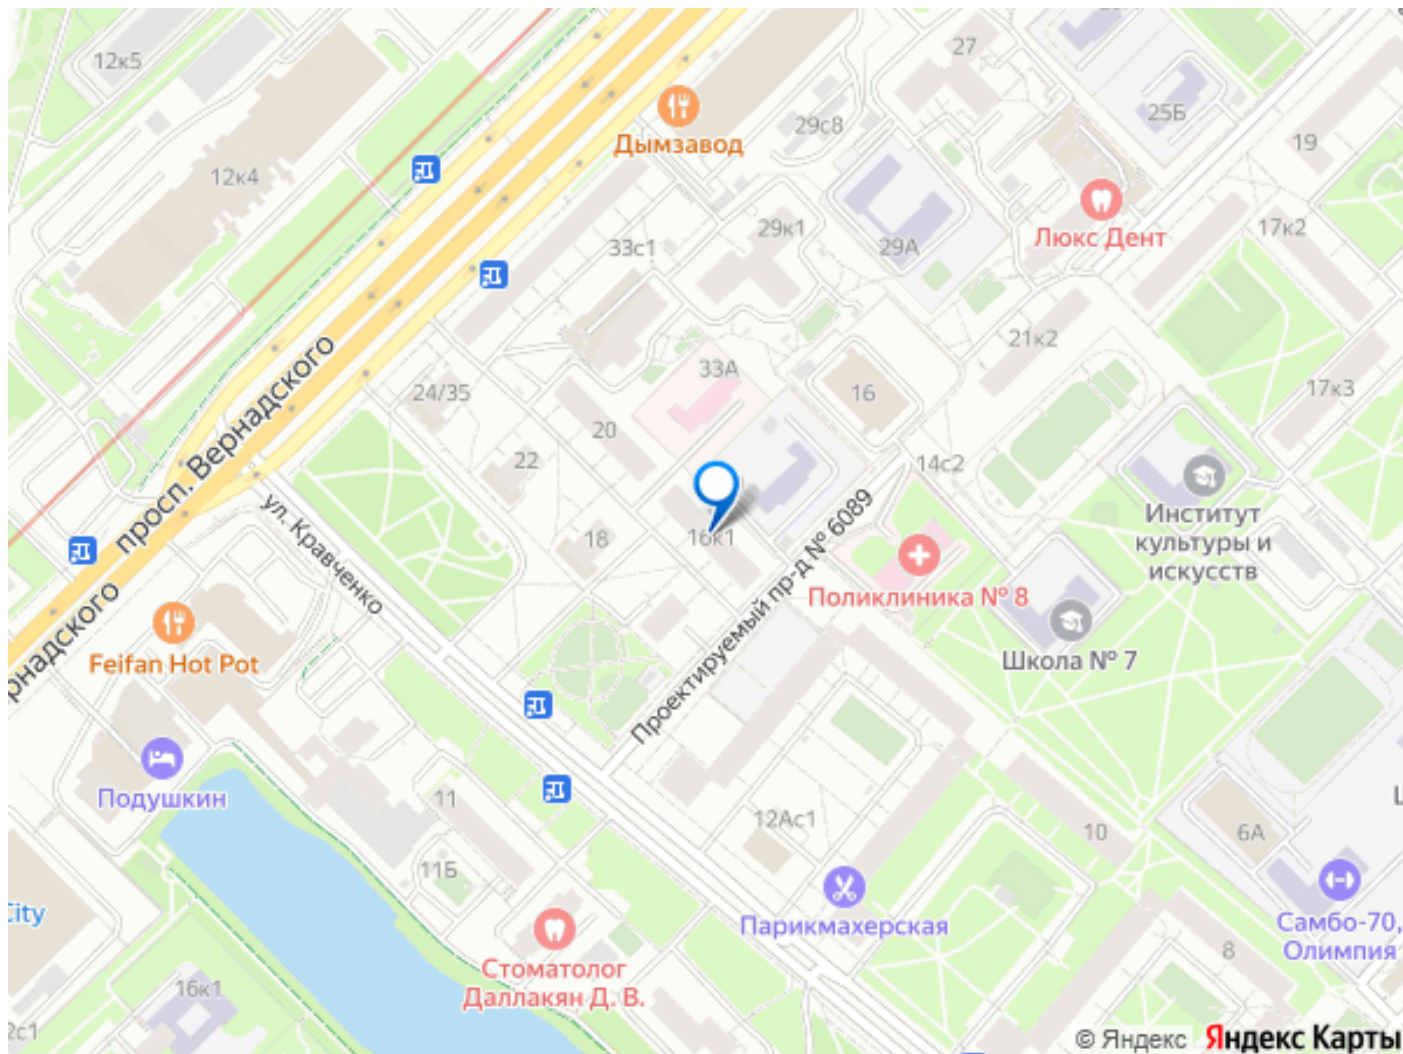 12к5
27
25Б
19
29с8
Дымзавод
12к4
Люкс Дент
17к2
29к1
33с1
29А
21к2
33А
16
17к3
24/35
20
22
14с2
просп. Вернадского
ул. Кравченко
18
16к1
Проектируемый пр-д № 6089
Институт
культуры и
искусств
Поликлиника № 8
Школа № 7
Feifan Hot Pot
Подушкин
11
11Б
12Ас1
10
6А
City
Парикмахерская
Самбо-70,
Олимпия
8
Стоматолог
Даллакян Д. В.
16к1
© Яндекс Яндекс Карты